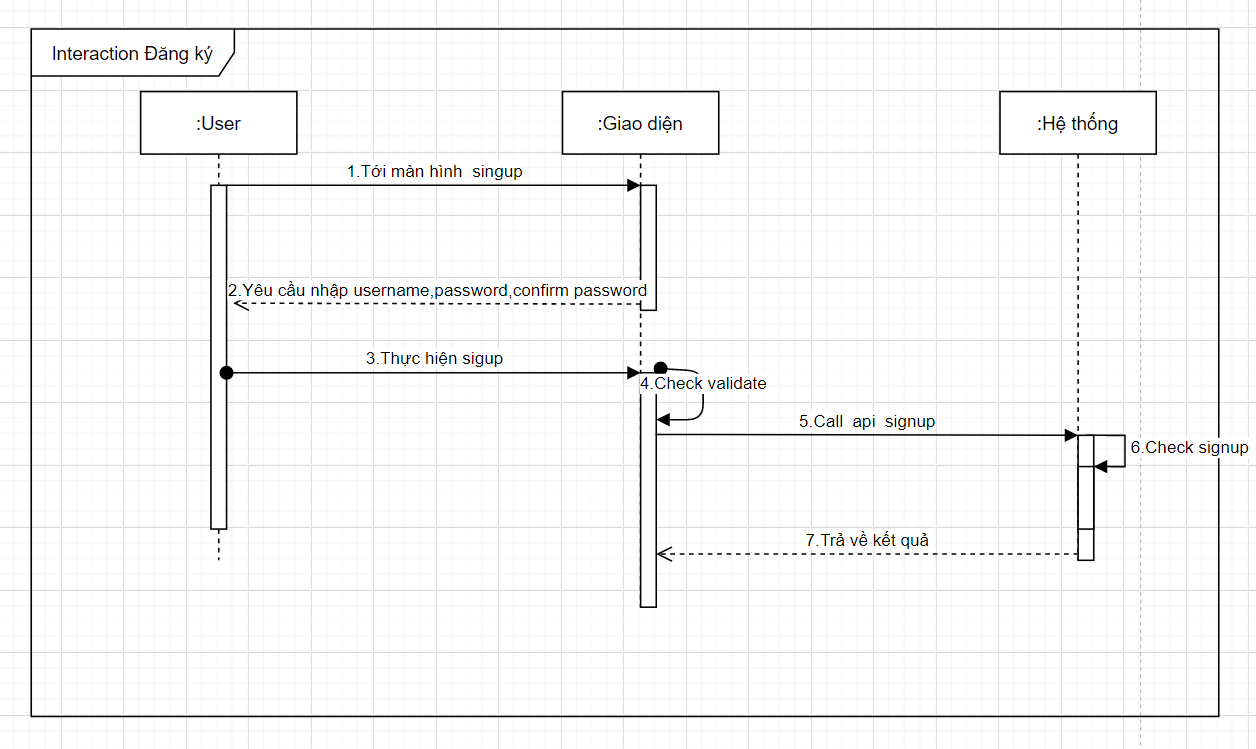 Interaction Đăng ký
:User
:Giao diện
:Hệ thống
1.Tới màn hình  singup
2.Yêu cầu nhập username,password,confirm password
3.Thực hiện sigup
4.Check validate
5.Call  api  signup
6.Check signup
7.Trả về kết quả